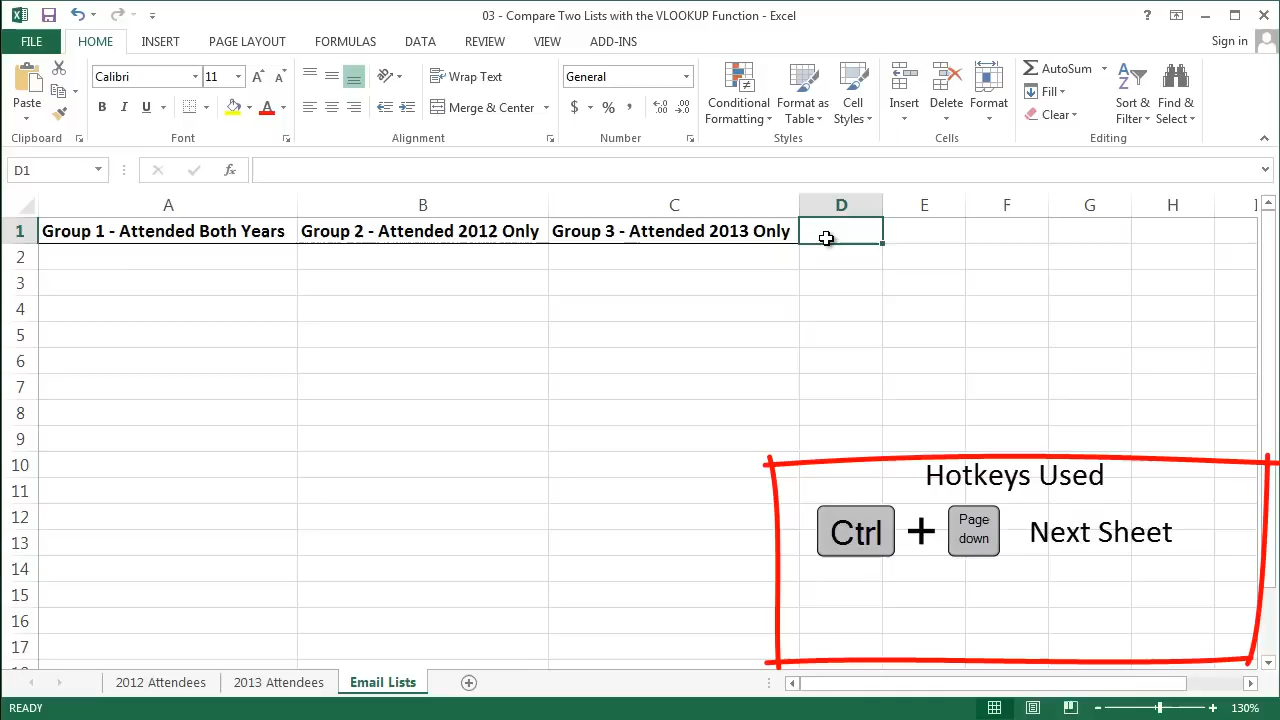 03 - Compare Two Lists with the VLOOKUP Function - Excel
?
FILE HOME INSERT PAGE LAYOUT FORMULAS DATA REVIEW VIEW ADD-INS Sign in
Calibri 11 A A Wrap Text General AutoSum
Paste B I U A Merge & Center $ % , Conditional Formatting Format as Table Cell Styles Insert Delete Format Fill Clear Sort & Filter Find & Select
Clipboard Font Alignment Number Styles Cells Editing
D1 fx
A B C D E F G H I
1 Group 1 - Attended Both Years Group 2 - Attended 2012 Only Group 3 - Attended 2013 Only
2
3
4
5
6
7
8
9
10
Hotkeys Used
11
12
Ctrl + Page down Next Sheet
13
14
15
16
17
18
2012 Attendees 2013 Attendees Email Lists
READY 130%